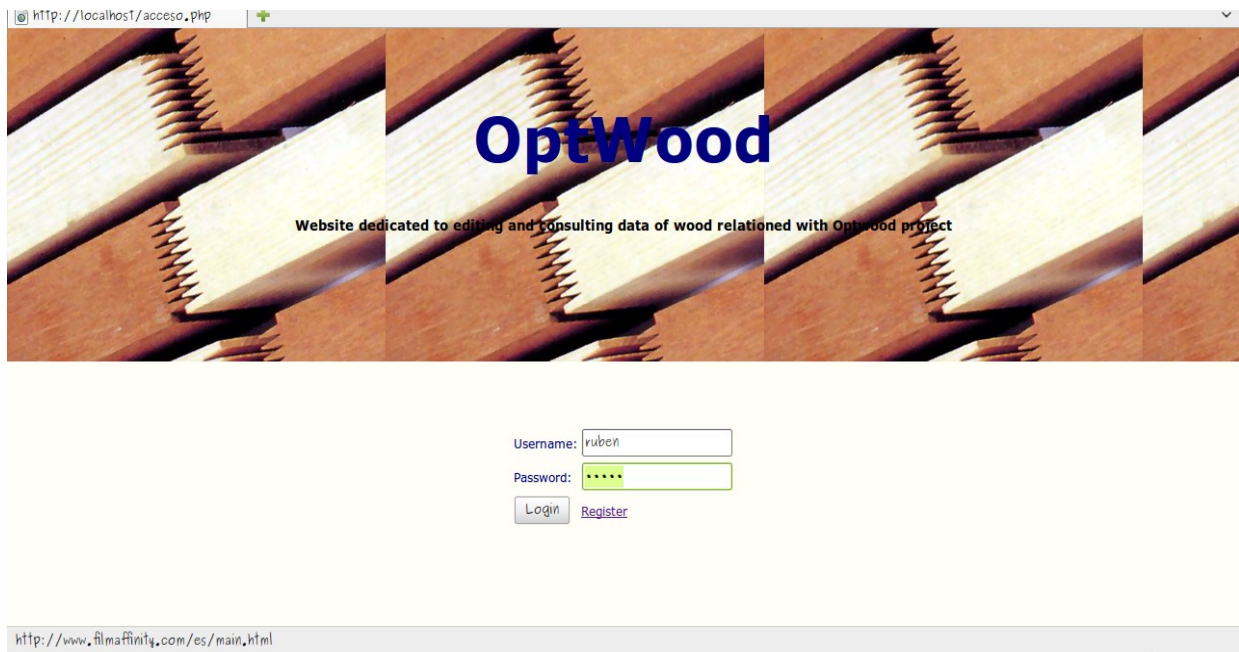 http://localhost/acceso.php
OptWood
Website dedicated to editing and consulting data of wood relationed with Optwood project
Username: ruben
Password: •••••
Login Register
http://www.filmaffinity.com/es/main.html